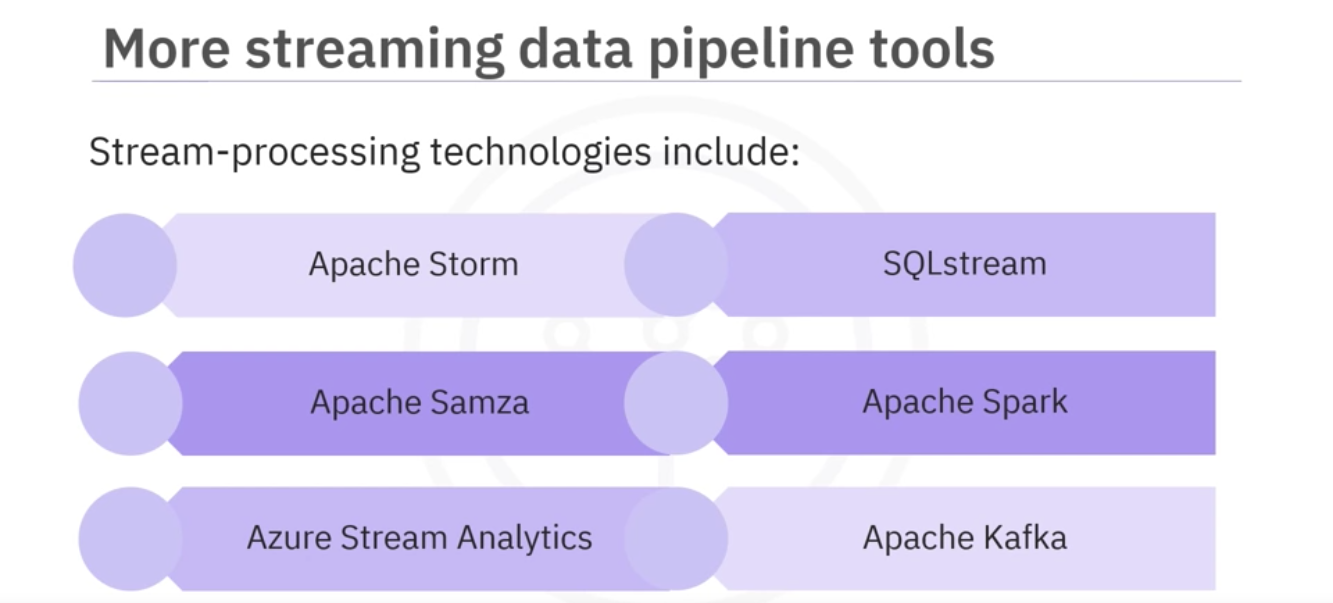 More streaming data pipeline tools
Stream-processing technologies include:
Apache Storm
SQLstream
Apache Samza
Apache Spark
Azure Stream Analytics
Apache Kafka